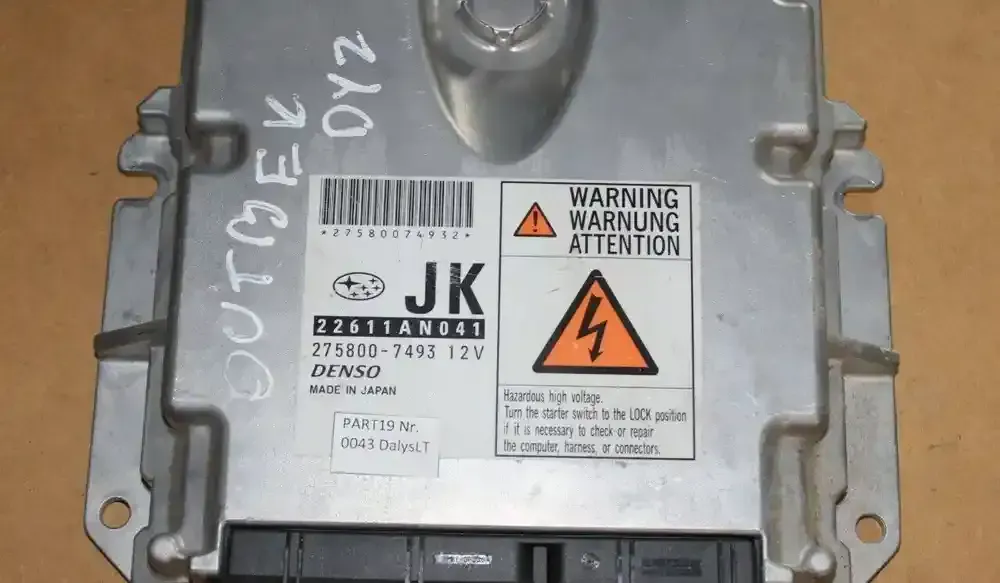 OUTBEK
DYZ
*27580074932*
JK
22611AN041
275800-7493 12V
DENSO
MADE IN JAPAN
PART19 Nr.
0043 DalysLT
WARNING
WARNUNG
ATTENTION
Hazardous high voltage.
Turn the starter switch to the LOCK position
if it is necessary to check or repair
the computer, harness, or connectors.